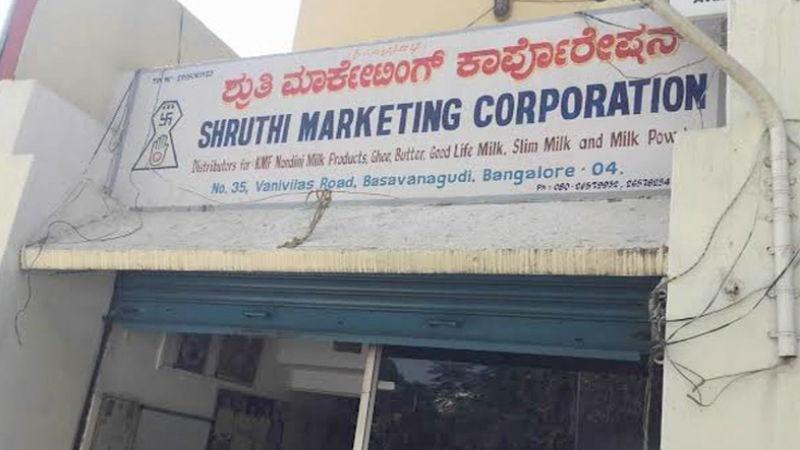 ಶ್ರುತಿ ಮಾರ್ಕೇಟಿಂಗ್ ಕಾರ್ಪೊರೇಷನ್
SHRUTHI MARKETING CORPORATION
Distributors for KMF Nandini Milk Products, Ghee, Butter, Good Life Milk, Slim Milk and Milk
No. 35, Vanivilas Road, Basavanagudi, Bangalore - 04.